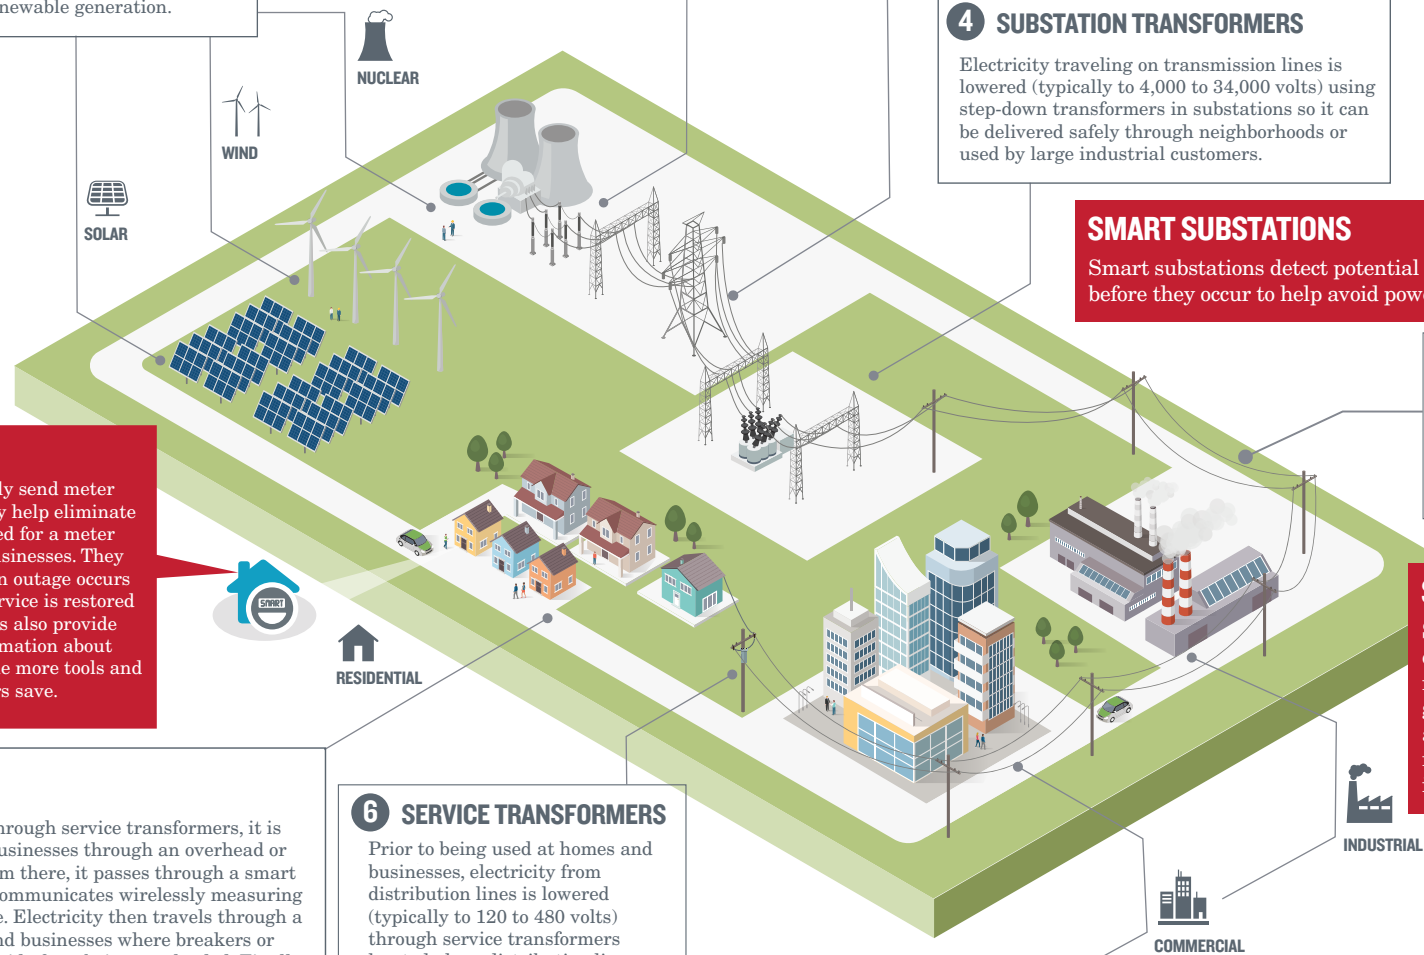 newable generation.
NUCLEAR
WIND
SOLAR
4 SUBSTATION TRANSFORMERS
Electricity traveling on transmission lines is
lowered (typically to 4,000 to 34,000 volts) using
step-down transformers in substations so it can
be delivered safely through neighborhoods or
used by large industrial customers.
SMART SUBSTATIONS
Smart substations detect potential
before they occur to help avoid pow
ly send meter
y help eliminate
ed for a meter
usinesses. They
n outage occurs
rvice is restored
s also provide
mation about
e more tools and
rs save.
SMART
RESIDENTIAL
hrough service transformers, it is
usinesses through an overhead or
m there, it passes through a smart
ommunicates wirelessly measuring
e. Electricity then travels through a
nd businesses where breakers or
6 SERVICE TRANSFORMERS
Prior to being used at homes and
businesses, electricity from
distribution lines is lowered
(typically to 120 to 480 volts)
through service transformers
INDUSTRIAL
COMMERCIAL